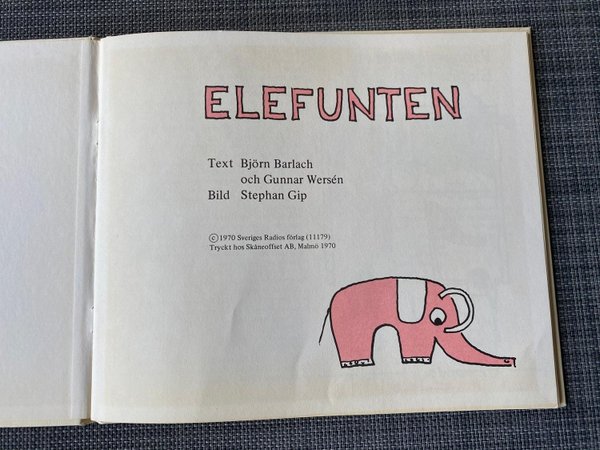 ELEFUNTEN
Text Björn Barlach
och Gunnar Wersén
Bild Stephan Gip
© 1970 Sveriges Radios förlag (11179)
Tryckt hos Skåneoffset AB, Malmö 1970